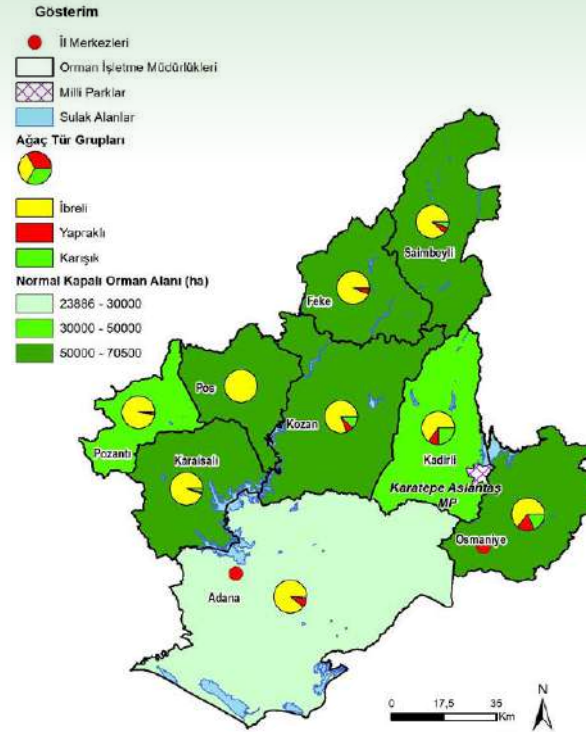 Gösterim
İl Merkezleri
Orman İşletme Müdürlükleri
Milli Parklar
Sulak Alanlar
Ağaç Tür Grupları
İbreli
Yapraklı
Karışık
Normal Kapalı Orman Alanı (ha)
23886 - 30000
30000 - 50000
50000 - 70500
Saimbeyli
Feke
Pos
Kozan
Pozantı
Kadirli
Karaisalı
Karatepe Aslantaş
MP
Osmaniye
Adana
0 17,5 35
Km
N